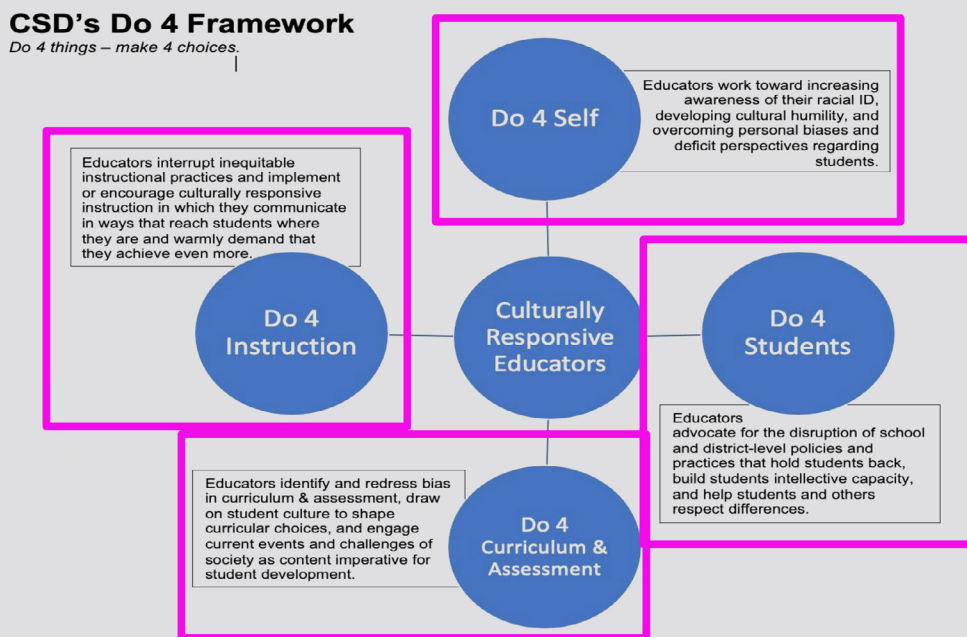 CSD's Do 4 Framework
Do 4 things – make 4 choices.
Do 4 Self
Educators work toward increasing
awareness of their racial ID,
developing cultural humility, and
overcoming personal biases and
deficit perspectives regarding
students.
Educators interrupt inequitable
instructional practices and implement
or encourage culturally responsive
instruction in which they communicate
in ways that reach students where
they are and warmly demand that
they achieve even more.
Do 4
Instruction
Culturally
Responsive
Educators
Do 4
Students
Educators
advocate for the disruption of school
and district-level policies and
practices that hold students back,
build students intellective capacity,
and help students and others
respect differences.
Educators identify and redress bias
in curriculum & assessment, draw
on student culture to shape
curricular choices, and engage
current events and challenges of
society as content imperative for
student development.
Do 4
Curriculum &
Assessment